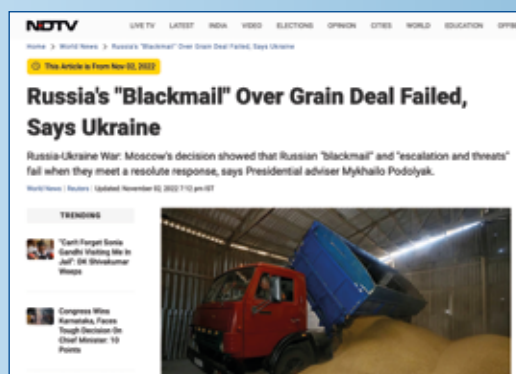 NDTV
LIVE TV LATEST INDIA VIDEO ELECTIONS OPINION CITIES WORLD EDUCATION OFFB
Home > World News > Russia's "Blackmail" Over Grain Deal Failed, Says Ukraine
This Article is From Nov 02, 2022
Russia's "Blackmail" Over Grain Deal Failed,
Says Ukraine
Russia-Ukraine War: Moscow's decision showed that Russian "blackmail" and "escalation and threats"
fail when they meet a resolute response, says Presidential adviser Mykhailo Podolyak.
World News | Reuters | Updated: November 02, 2022 7:12 pm IST
TRENDING
"Can't Forget Sonia
Gandhi Visiting Me In
Jail": DK Shivakumar
Weeps
Congress Wins
Karnataka, Faces
Tough Decision On
Chief Minister: 10
Points